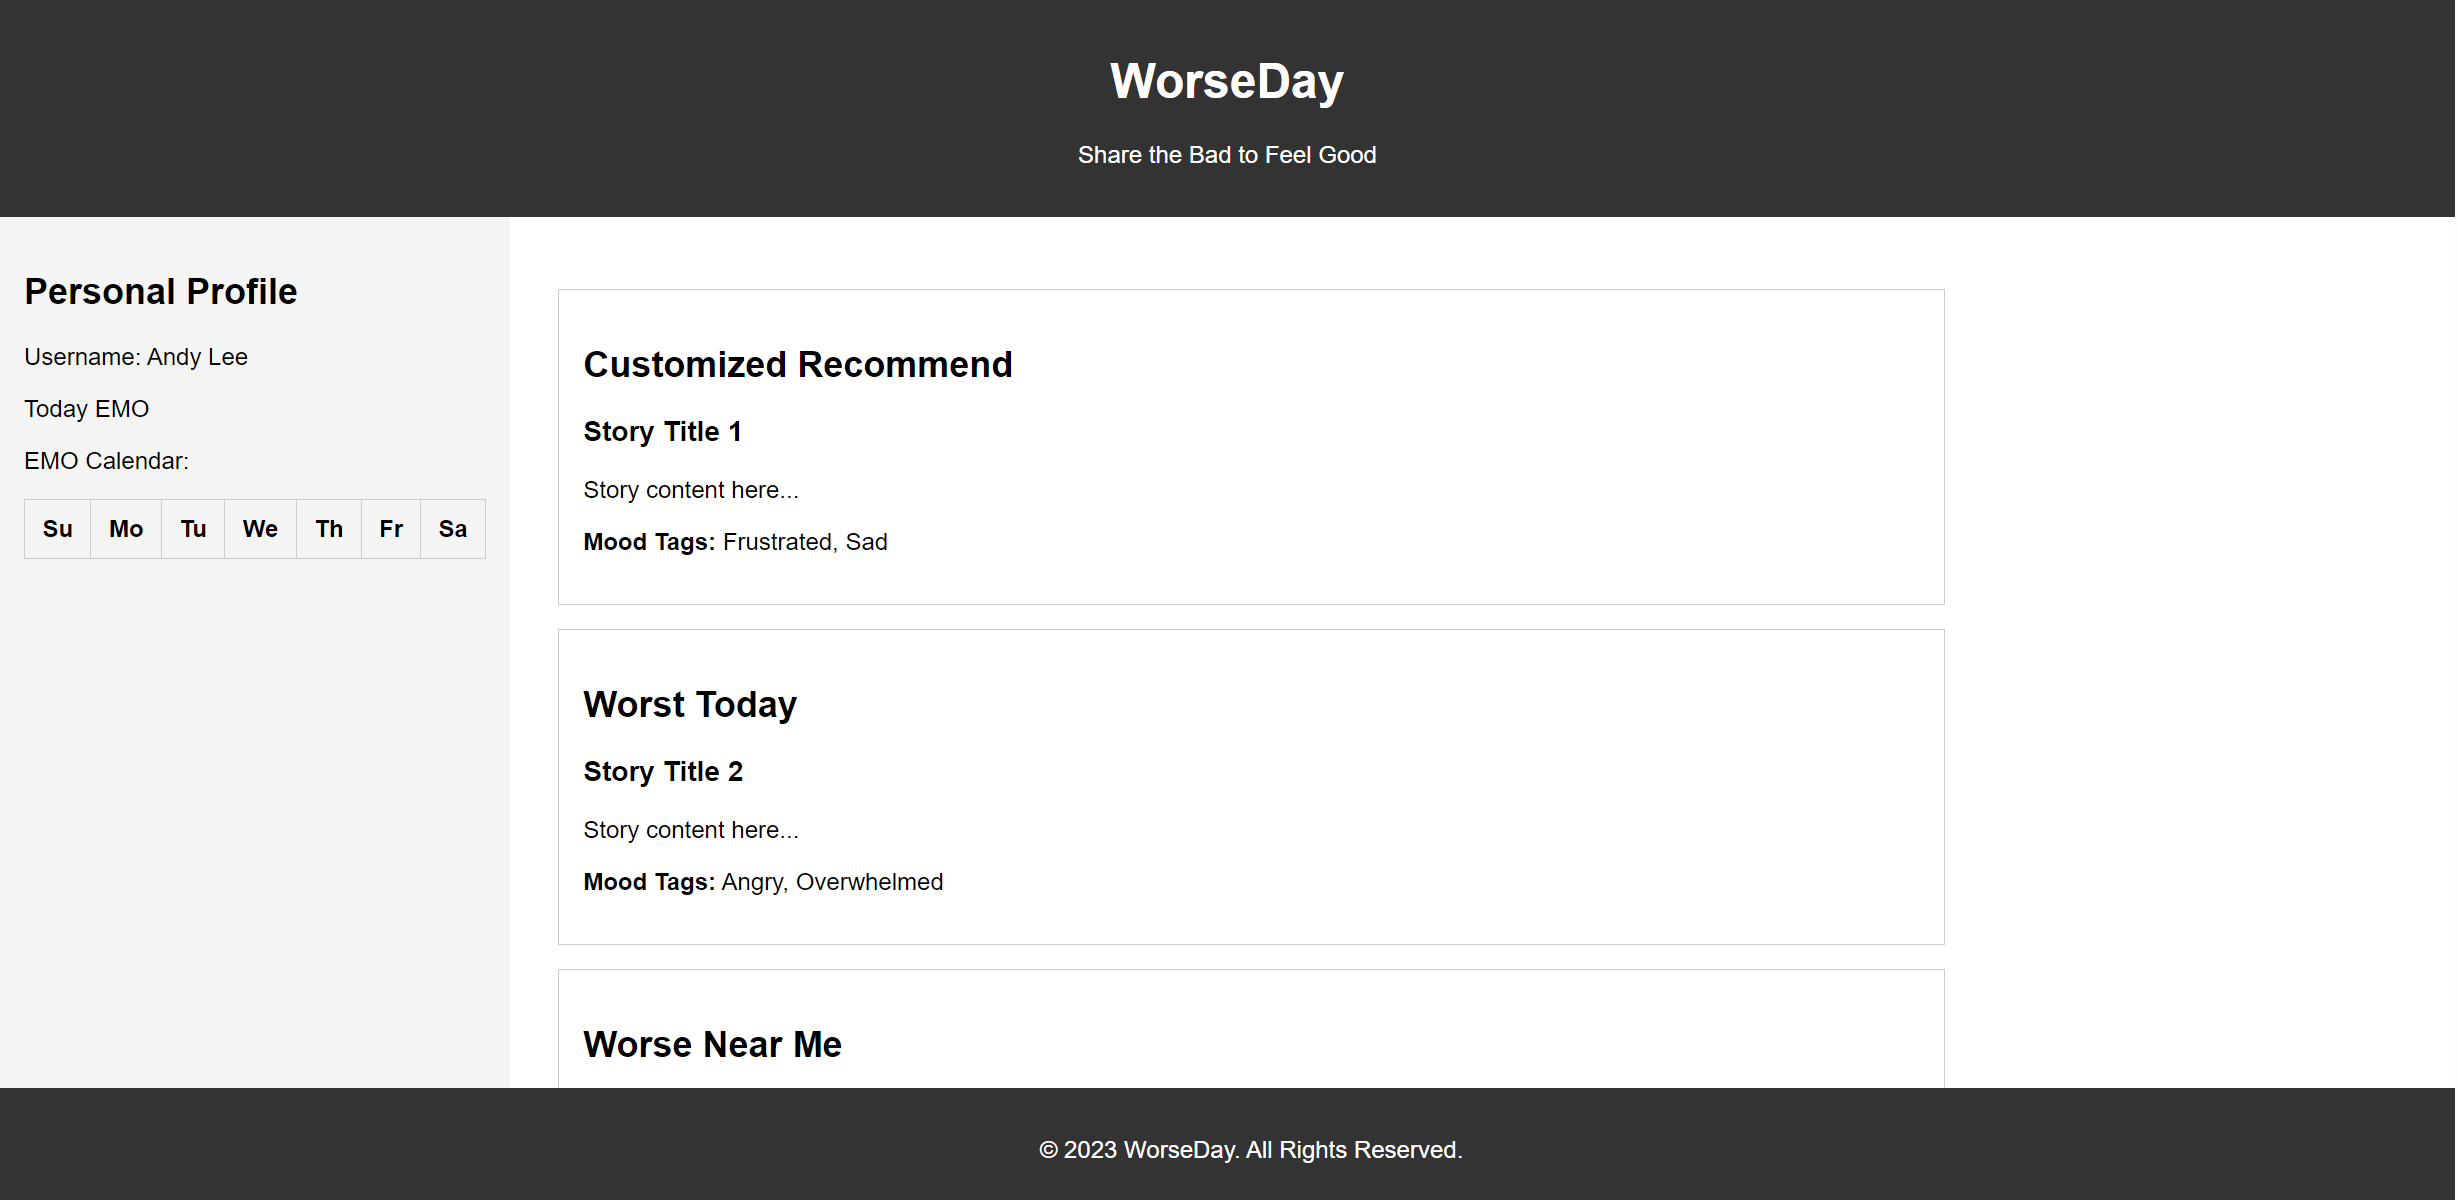 WorseDay
Share the Bad to Feel Good
Personal Profile
Username: Andy Lee
Today EMO
EMO Calendar:
Su Mo Tu We Th Fr Sa
Customized Recommend
Story Title 1
Story content here...
Mood Tags: Frustrated, Sad
Worst Today
Story Title 2
Story content here...
Mood Tags: Angry, Overwhelmed
Worse Near Me
© 2023 WorseDay. All Rights Reserved.